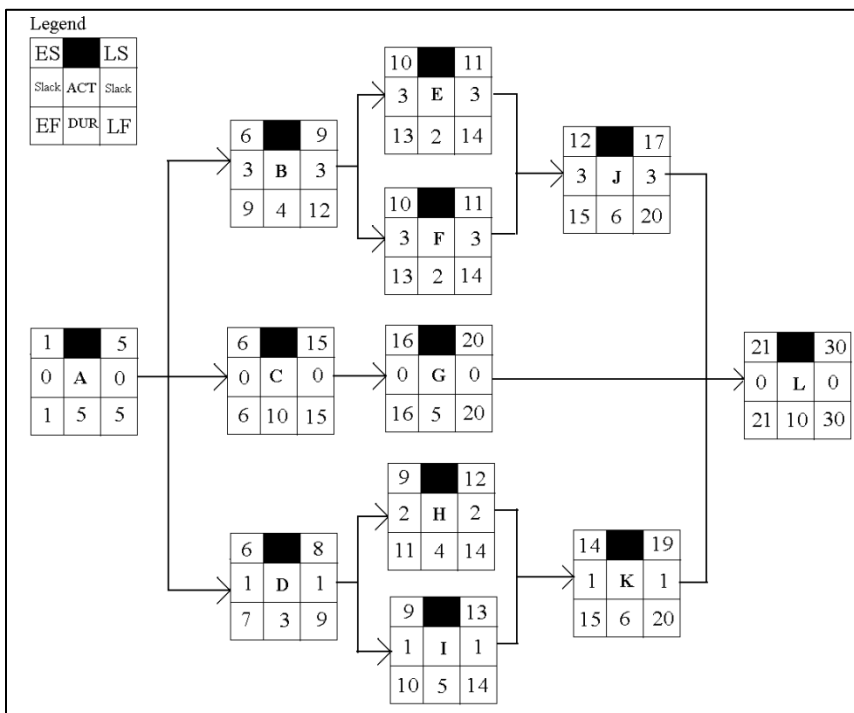 Legend
ES LS
Slack ACT Slack
EF DUR LF
10 11
3 E 3
13 2 14
6 9
3 B 3
9 4 12
12 17
3 J 3
15 6 20
10 11
3 F 3
13 2 14
1 5
0 A 0
1 5 5
6 15
0 C 0
6 10 15
16 20
0 G 0
16 5 20
21 30
0 L 0
21 10 30
9 12
2 H 2
11 4 14
6 8
1 D 1
7 3 9
14 19
1 K 1
15 6 20
9 13
1 I 1
10 5 14